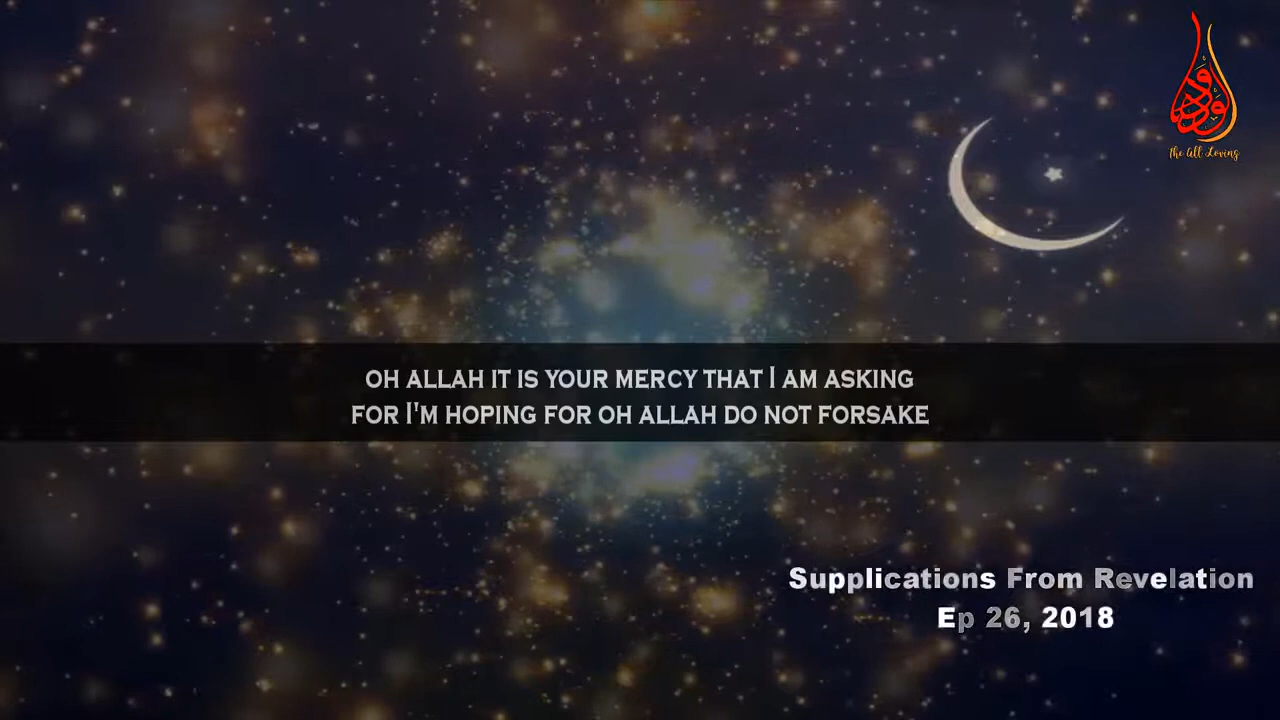 الودود
The All Loving
OH ALLAH IT IS YOUR MERCY THAT I AM ASKING
FOR I'M HOPING FOR OH ALLAH DO NOT FORSAKE
Supplications From Revelation
Ep 26, 2018